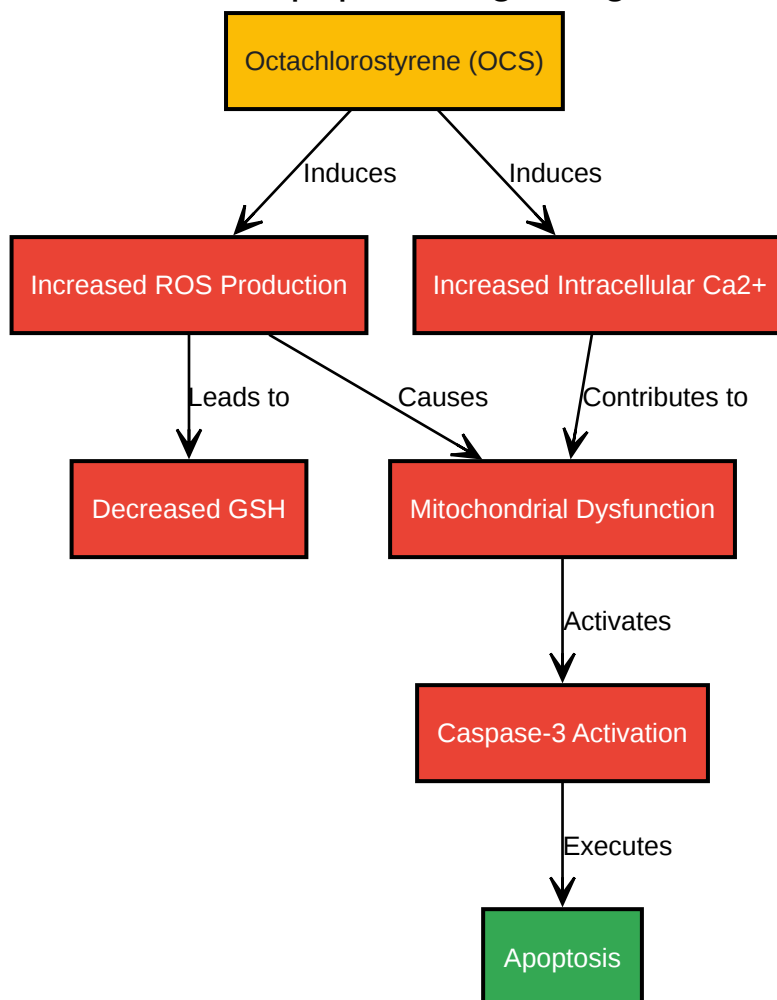 Octachlorostyrene (OCS)
Induces
Induces
Increased ROS Production
Increased Intracellular Ca2+
Leads to
Causes
Contributes to
Decreased GSH
Mitochondrial Dysfunction
Activates
Caspase-3 Activation
Executes
Apoptosis